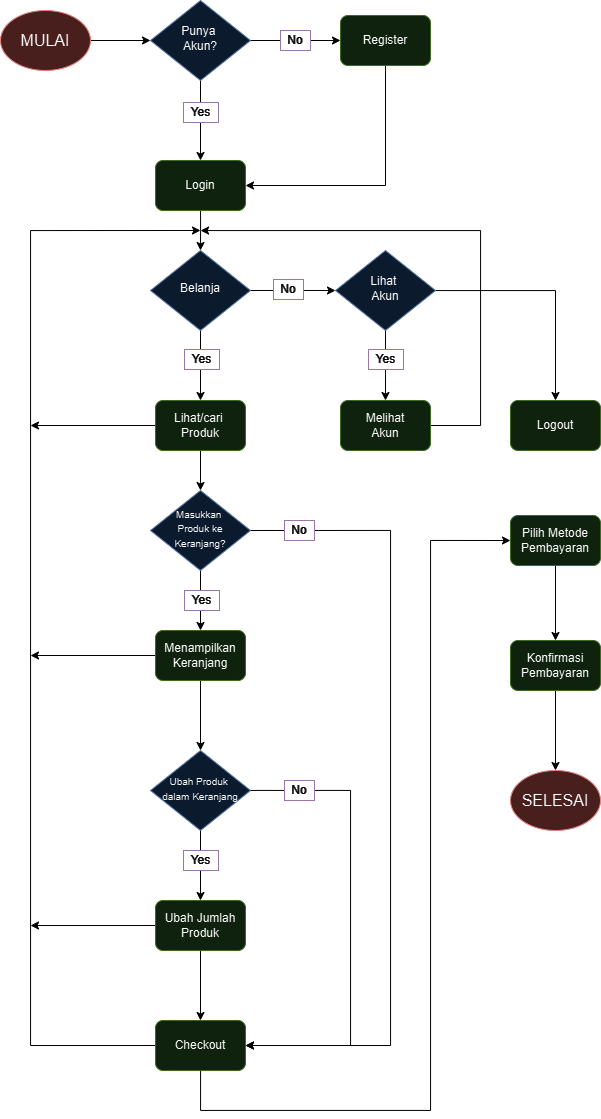 MULAI
Punya
Akun?
No
Register
Yes
Login
Belanja
No
Lihat
Akun
Yes
Yes
Lihat/cari
Produk
Melihat
Akun
Logout
Masukkan
Produk ke
Keranjang?
No
Pilih Metode
Pembayaran
Yes
Menampilkan
Keranjang
Konfirmasi
Pembayaran
Ubah Produk
dalam Keranjang
No
SELESAI
Yes
Ubah Jumlah
Produk
Checkout